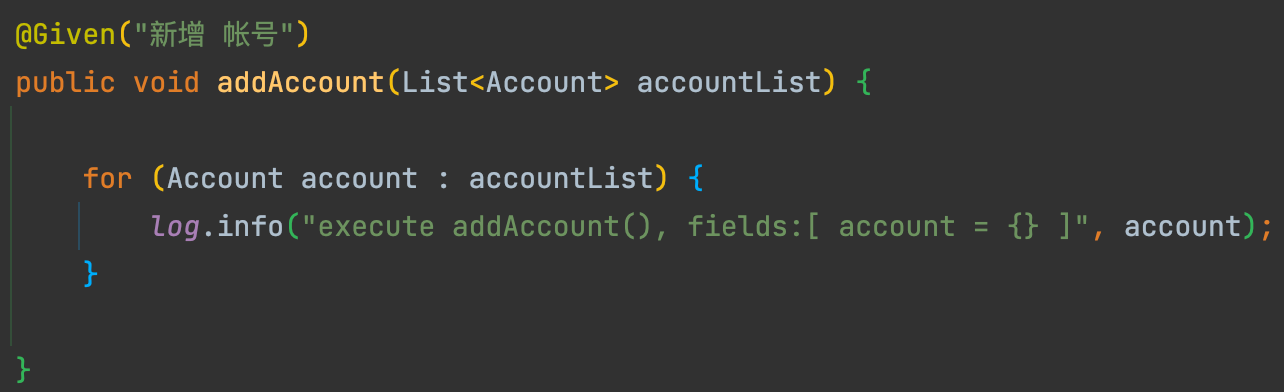 @Given("新增 帐号")
public void addAccount(List<Account> accountList) {
for (Account account : accountList) {
log.info("execute addAccount(), fields:[ account = {} ]", account);
}
}